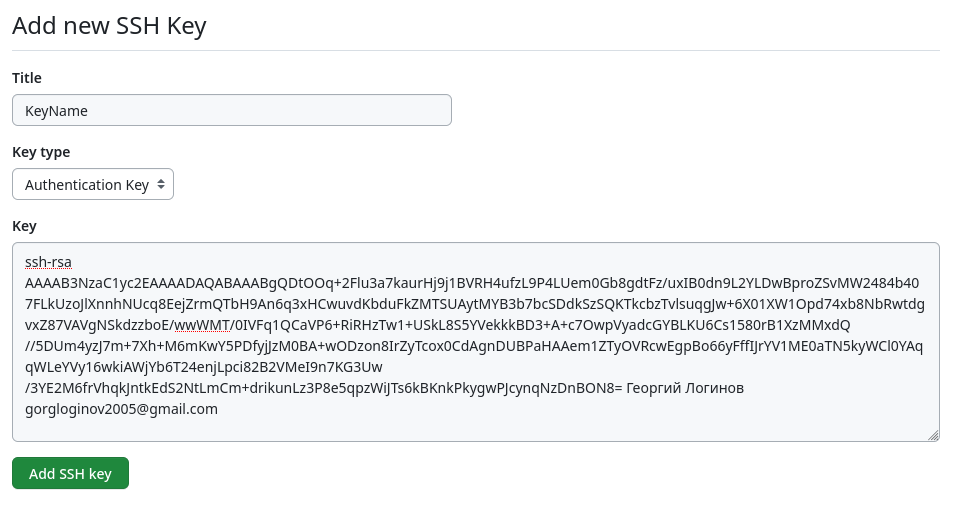 Add new SSH Key
Title
KeyName
Key type
Authentication Key
Key
ssh-rsa
AAAAB3NzaC1yc2EAAAADAQABAAABgQDtOOq+2Flu3a7kaurHj9j1BVRH4ufzL9P4LUem0Gb8gdtFz/uxIB0dn9L2YLDwBproZSvMW2484b40
7FLkUzoJlXnnhNUcq8EejZrmQTbH9An6q3xHCwuvdKbduFkZMTSUAytMYB3b7bcSDdkSzSQKTkcbzTvlsuqgJw+6X01XW1Opd74xb8NbRwtdg
vxZ87VAVgNSkdzzboE/wwWMT/0IVFq1QCaVP6+RiRHzTw1+USkL8S5YVekkkBD3+A+c7OwpVyadcGYBLKU6Cs1580rB1XzMMxdQ
//5DUm4yzJ7m+7Xh+M6mKwY5PDfyjJzM0BA+wODzon8IrZyTcox0CdAgnDUBPaHAAem1ZTyOVRcwEgpBo66yFffIJrYV1ME0aTN5kyWCl0YAq
qWLeYVy16wkiAWjYb6T24enjLpci82B2VMeI9n7KG3Uw
/3YE2M6frVhqkJntkEdS2NtLmCm+drikunLz3P8e5qpzWiJTs6kBKnkPkygwPJcynqNzDnBON8= Георгий Логинов
gorgloginov2005@gmail.com
Add SSH key